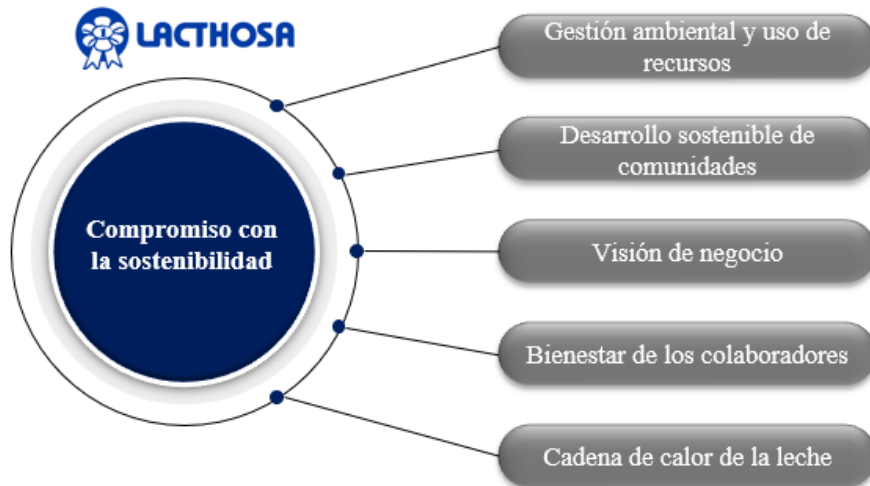 LACTHOSA
Gestión ambiental y uso de
recursos
Desarrollo sostenible de
comunidades
Compromiso con
la sostenibilidad
Visión de negocio
Bienestar de los colaboradores
Cadena de calor de la leche